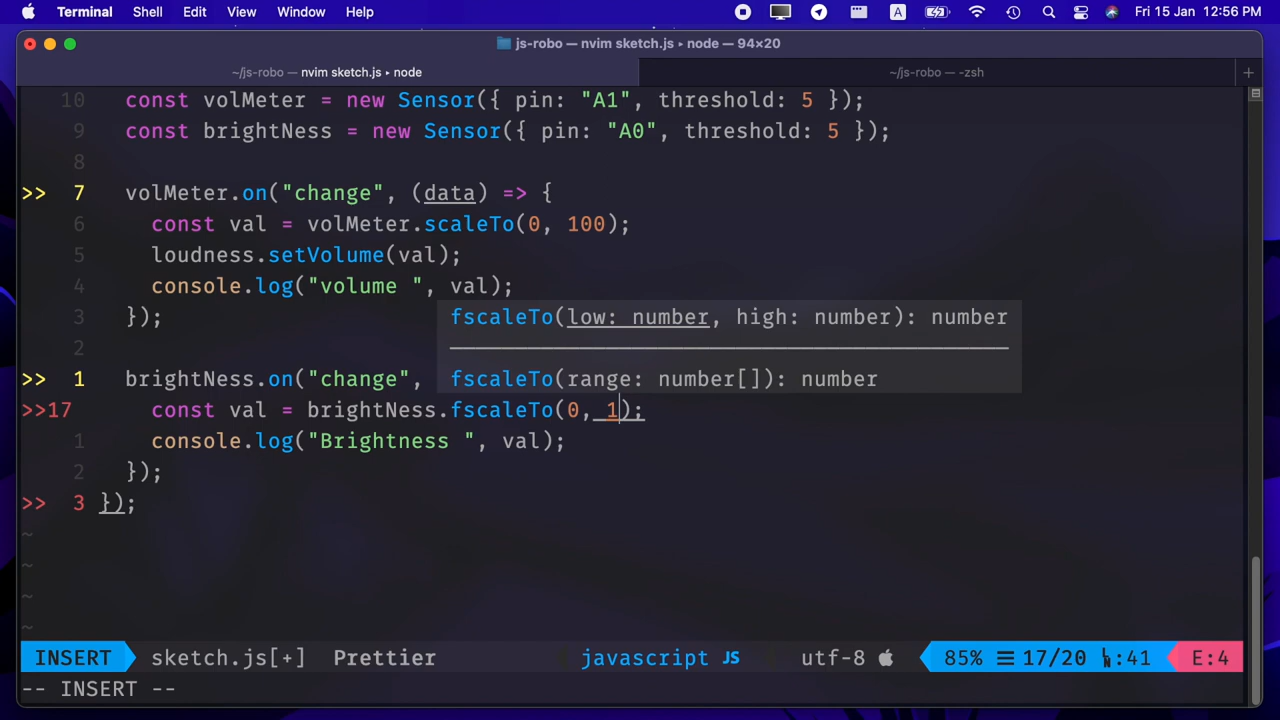 Terminal Shell Edit View Window Help A Fri 15 Jan 12:56 PM
js-robo — nvim sketch.js ▸ node — 94×20
~/js-robo — nvim sketch.js ▸ node ~/js-robo — -zsh +
10 const volMeter = new Sensor({ pin: "A1", threshold: 5 });
9 const brightNess = new Sensor({ pin: "A0", threshold: 5 });
8
>> 7 volMeter.on("change", (data) => {
6 const val = volMeter.scaleTo(0, 100);
5 loudness.setVolume(val);
4 console.log("volume ", val);
3 });
fscaleTo(low: number, high: number): number
2
>> 1 brightNess.on("change", fscaleTo(range: number[]): number
>>17 const val = brightNess.fscaleTo(0, 1);
1 console.log("Brightness ", val);
2 });
>> 3 });
~
~
~
~
INSERT sketch.js[+] Prettier javascript JS utf-8 85% ☰ 17/20 :41 E:4
-- INSERT --